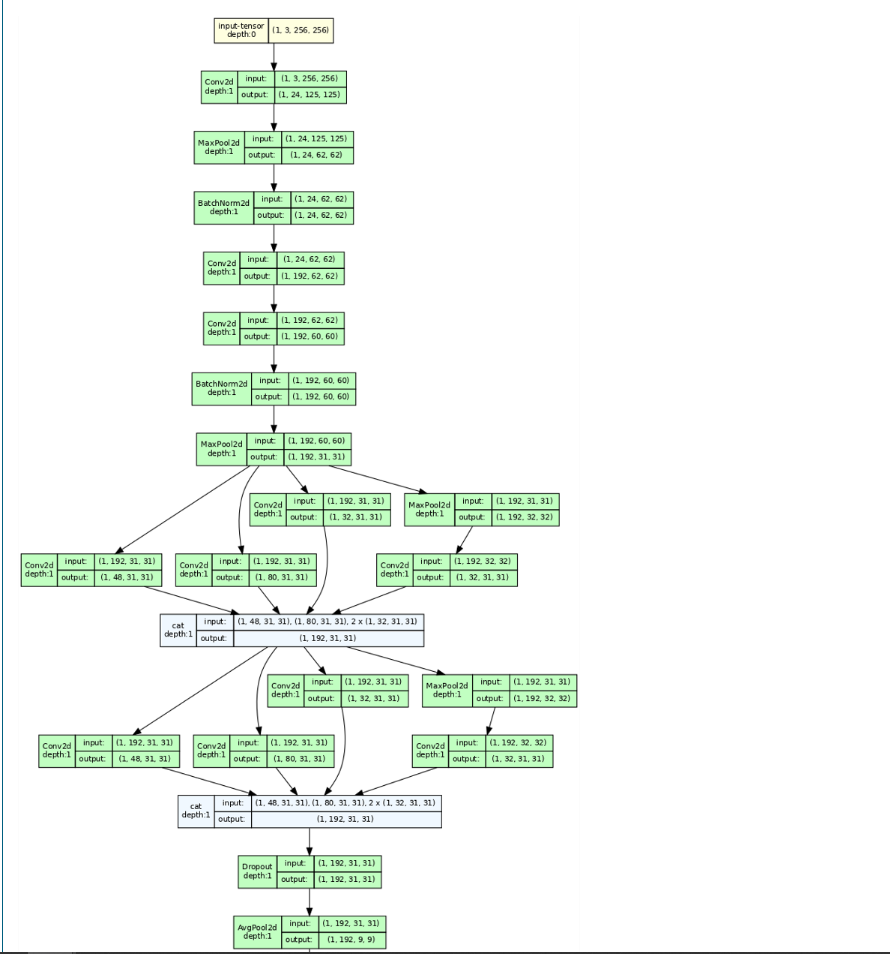 input-tensor
depth:0
(1, 3, 256, 256)
Conv2d
depth:1
input:
(1, 3, 256, 256)
output:
(1, 24, 125, 125)
MaxPool2d
depth:1
input:
(1, 24, 125, 125)
output:
(1, 24, 62, 62)
BatchNorm2d
depth:1
input:
(1, 24, 62, 62)
output:
(1, 24, 62, 62)
Conv2d
depth:1
input:
(1, 24, 62, 62)
output:
(1, 192, 62, 62)
Conv2d
depth:1
input:
(1, 192, 62, 62)
output:
(1, 192, 60, 60)
BatchNorm2d
depth:1
input:
(1, 192, 60, 60)
output:
(1, 192, 60, 60)
MaxPool2d
depth:1
input:
(1, 192, 60, 60)
output:
(1, 192, 31, 31)
Conv2d
depth:1
input:
(1, 192, 31, 31)
output:
(1, 32, 31, 31)
MaxPool2d
depth:1
input:
(1, 192, 31, 31)
output:
(1, 192, 32, 32)
Conv2d
depth:1
input:
(1, 192, 31, 31)
output:
(1, 48, 31, 31)
Conv2d
depth:1
input:
(1, 192, 31, 31)
output:
(1, 80, 31, 31)
Conv2d
depth:1
input:
(1, 192, 32, 32)
output:
(1, 32, 31, 31)
cat
depth:1
input:
(1, 48, 31, 31), (1, 80, 31, 31), 2 x (1, 32, 31, 31)
output:
(1, 192, 31, 31)
Conv2d
depth:1
input:
(1, 192, 31, 31)
output:
(1, 32, 31, 31)
MaxPool2d
depth:1
input:
(1, 192, 31, 31)
output:
(1, 192, 32, 32)
Conv2d
depth:1
input:
(1, 192, 31, 31)
output:
(1, 48, 31, 31)
Conv2d
depth:1
input:
(1, 192, 31, 31)
output:
(1, 80, 31, 31)
Conv2d
depth:1
input:
(1, 192, 32, 32)
output:
(1, 32, 31, 31)
cat
depth:1
input:
(1, 48, 31, 31), (1, 80, 31, 31), 2 x (1, 32, 31, 31)
output:
(1, 192, 31, 31)
Dropout
depth:1
input:
(1, 192, 31, 31)
output:
(1, 192, 31, 31)
AvgPool2d
depth:1
input:
(1, 192, 31, 31)
output:
(1, 192, 9, 9)